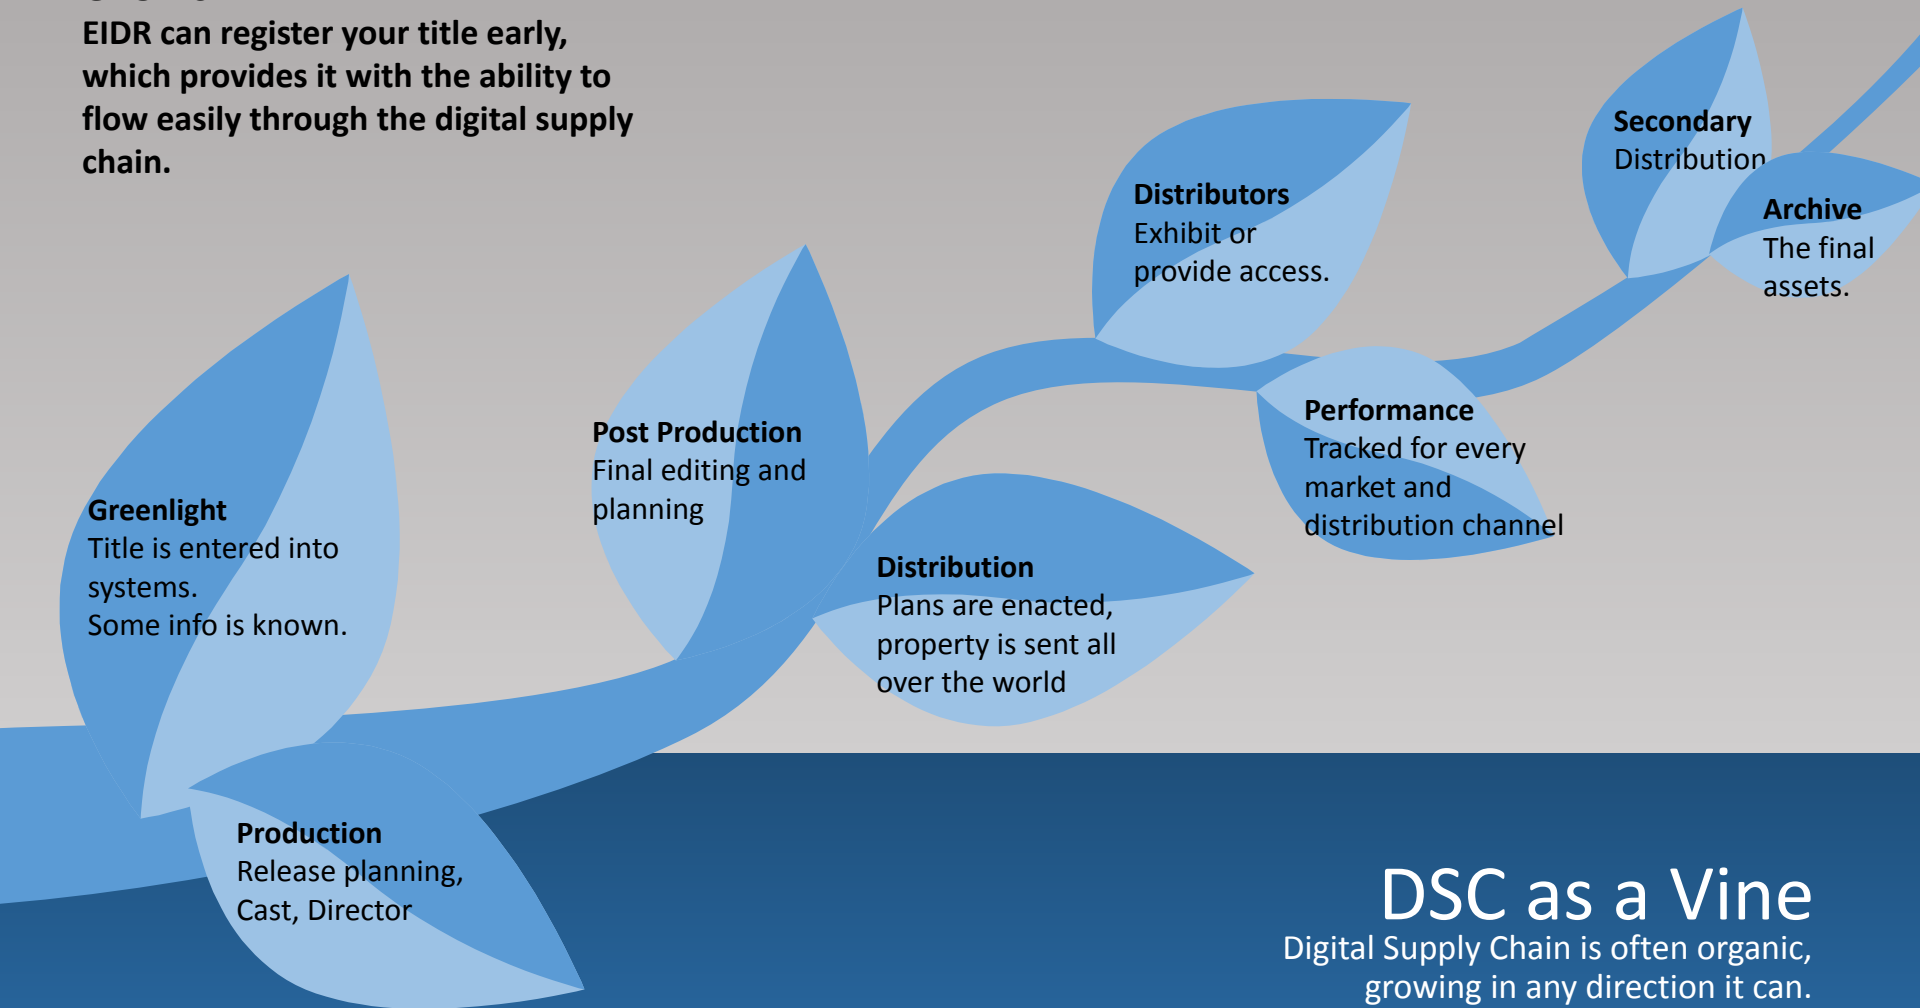 EIDR can register your title early,
which provides it with the ability to
flow easily through the digital supply
chain.
Greenlight
Title is entered into
systems.
Some info is known.
Production
Release planning,
Cast, Director
Post Production
Final editing and
planning
Distribution
Plans are enacted,
property is sent all
over the world
Distributors
Exhibit or
provide access.
Performance
Tracked for every
market and
distribution channel
Secondary
Distribution
Archive
The final
assets.
DSC as a Vine
Digital Supply Chain is often organic,
growing in any direction it can.